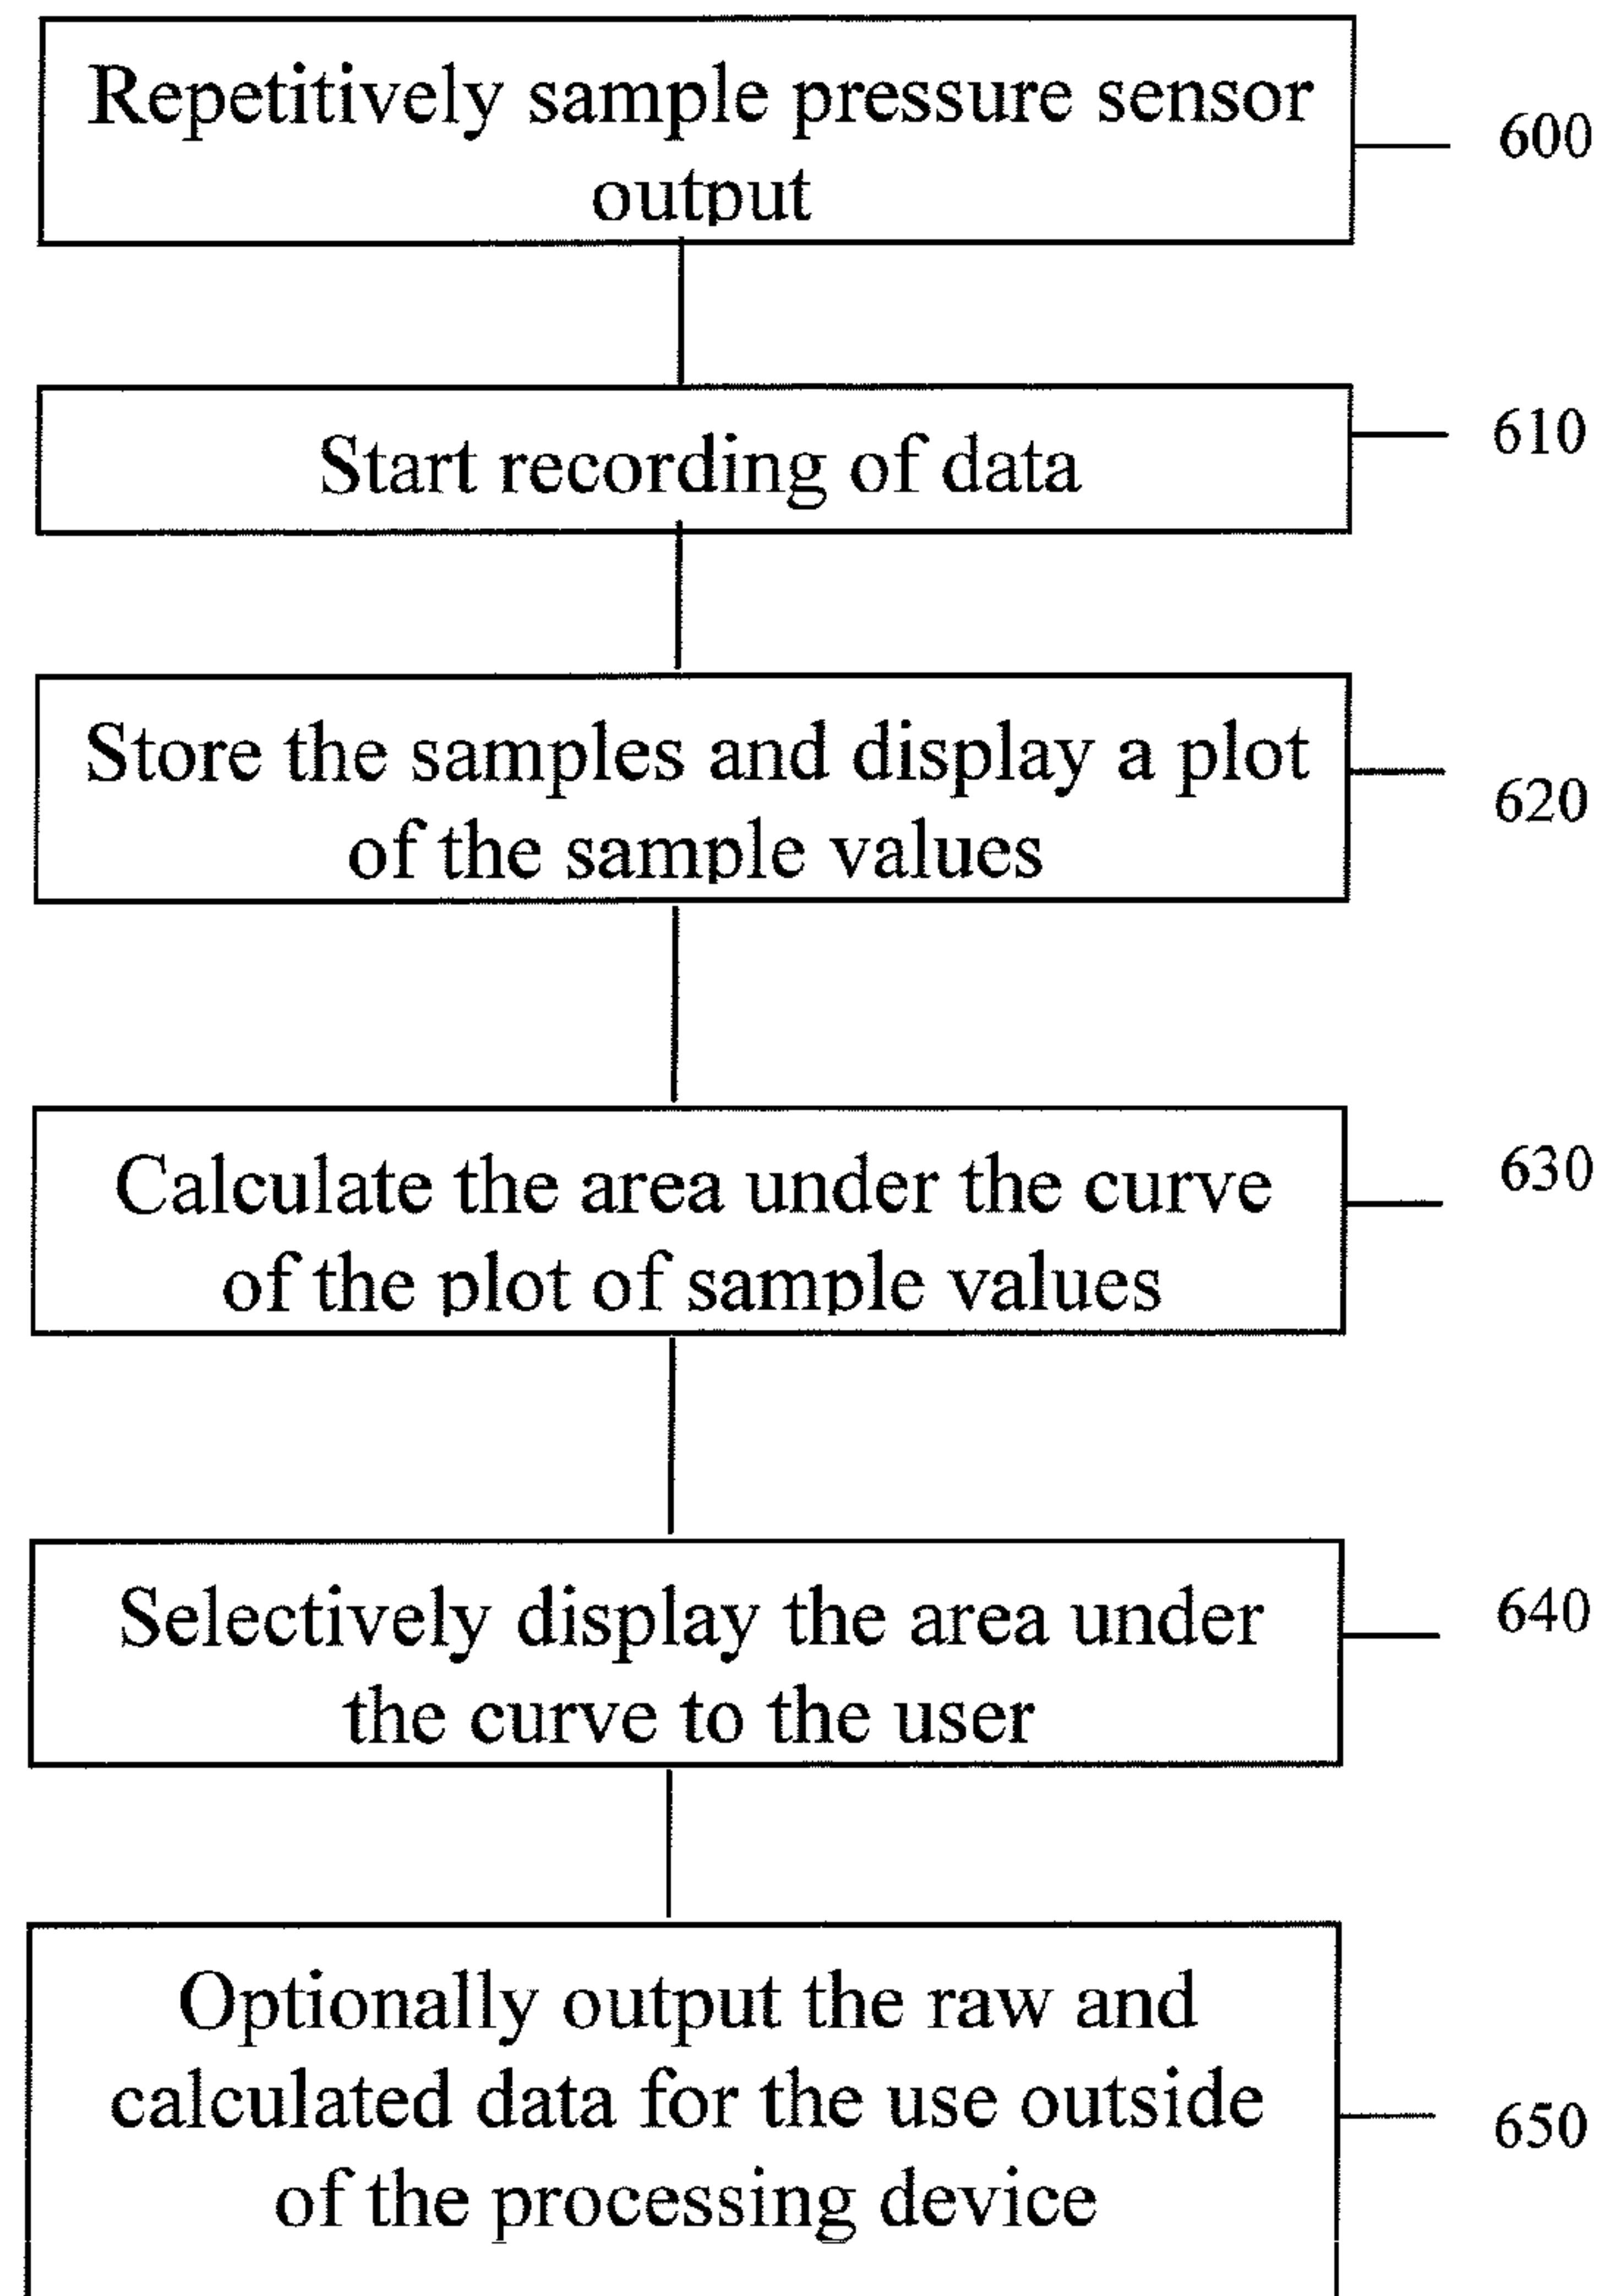 Repetitively sample pressure sensor
output
600
Start recording of data
610
Store the samples and display a plot
of the sample values
620
Calculate the area under the curve
of the plot of sample values
630
Selectively display the area under
the curve to the user
640
Optionally output the raw and
calculated data for the use outside
of the processing device
650